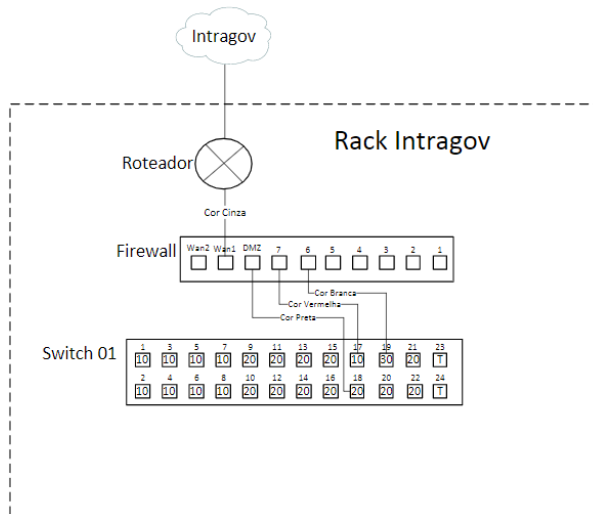 Intragov
Rack Intragov
Roteador
Cor Cinza
Firewall
Wan2 Wan1 DMZ 7 6 5 4 3 2 1
Cor Branca
Cor Vermelha
Cor Preta
Switch 01
1 3 5 7 9 11 13 15 17 19 21 23
10 10 10 10 20 20 20 20 10 30 20 T
2 4 6 8 10 12 14 16 18 20 22 24
10 10 10 10 20 20 20 20 20 20 20 T